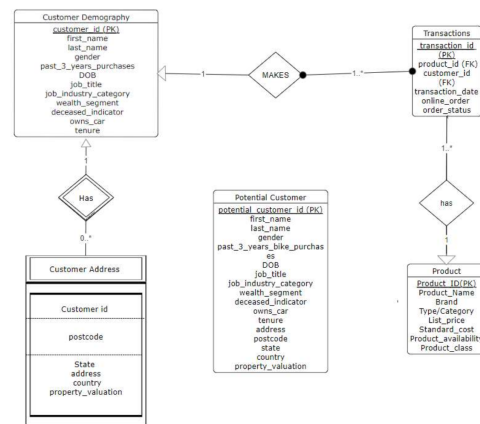 Customer Demography
customer_id (PK)
first_name
last_name
gender
past_3_years_purchases
DOB
job_title
job_industry_category
wealth_segment
deceased_indicator
owns_car
tenure
1
MAKES
1..*
Transactions
transaction_id
(PK)
product_id (FK)
customer_id
(FK)
transaction_date
online_order
order_status
1
Has
0..*
Customer Address
Customer id
postcode
State
address
country
property_valuation
Potential Customer
potential_customer_id (PK)
first_name
last_name
gender
past_3_years_bike_purchas
es
DOB
job_title
job_industry_category
wealth_segment
deceased_indicator
owns_car
tenure
address
postcode
state
country
property_valuation
1..*
has
1
Product
Product_ID(PK)
Product_Name
Brand
Type/Category
List_price
Standard_cost
Product_availability
Product_class